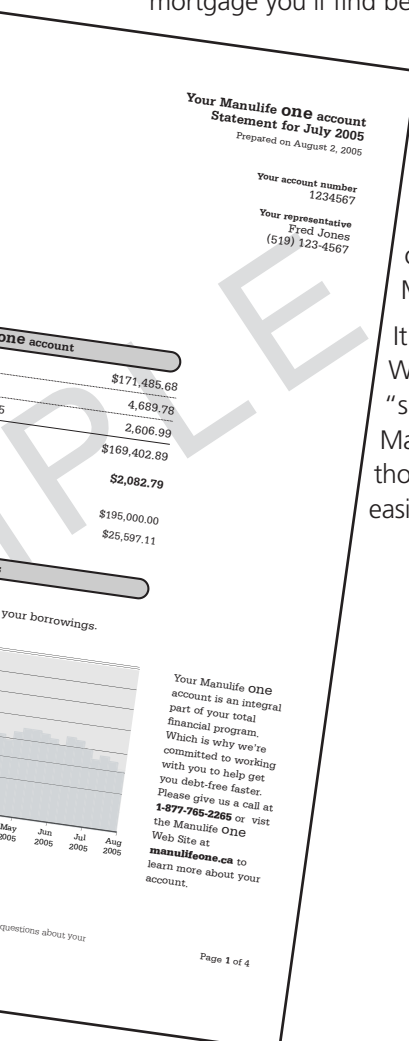 mortgage you'll find be
Your Manulife one account
Statement for July 2005
Prepared on August 2, 2005
Your account number
1234567
Your representative
Fred Jones
(519) 123-4567
one account
$171,485.68
4,689.78
5
2,606.99
$169,402.89
$2,082.79
$195,000.00
$25,597.11
s
your borrowings.
May
2005
Jun
2005
Jul
2005
Aug
2005
Your Manulife one
account is an integral
part of your total
financial program.
Which is why we're
committed to working
with you to help get
you debt-free faster.
Please give us a call at
1-877-765-2265 or vist
the Manulife one
Web Site at
manulifeone.ca to
learn more about your
account.
questions about your
Page 1 of 4
MPLE
M
It
W
"s
Ma
tho
easi